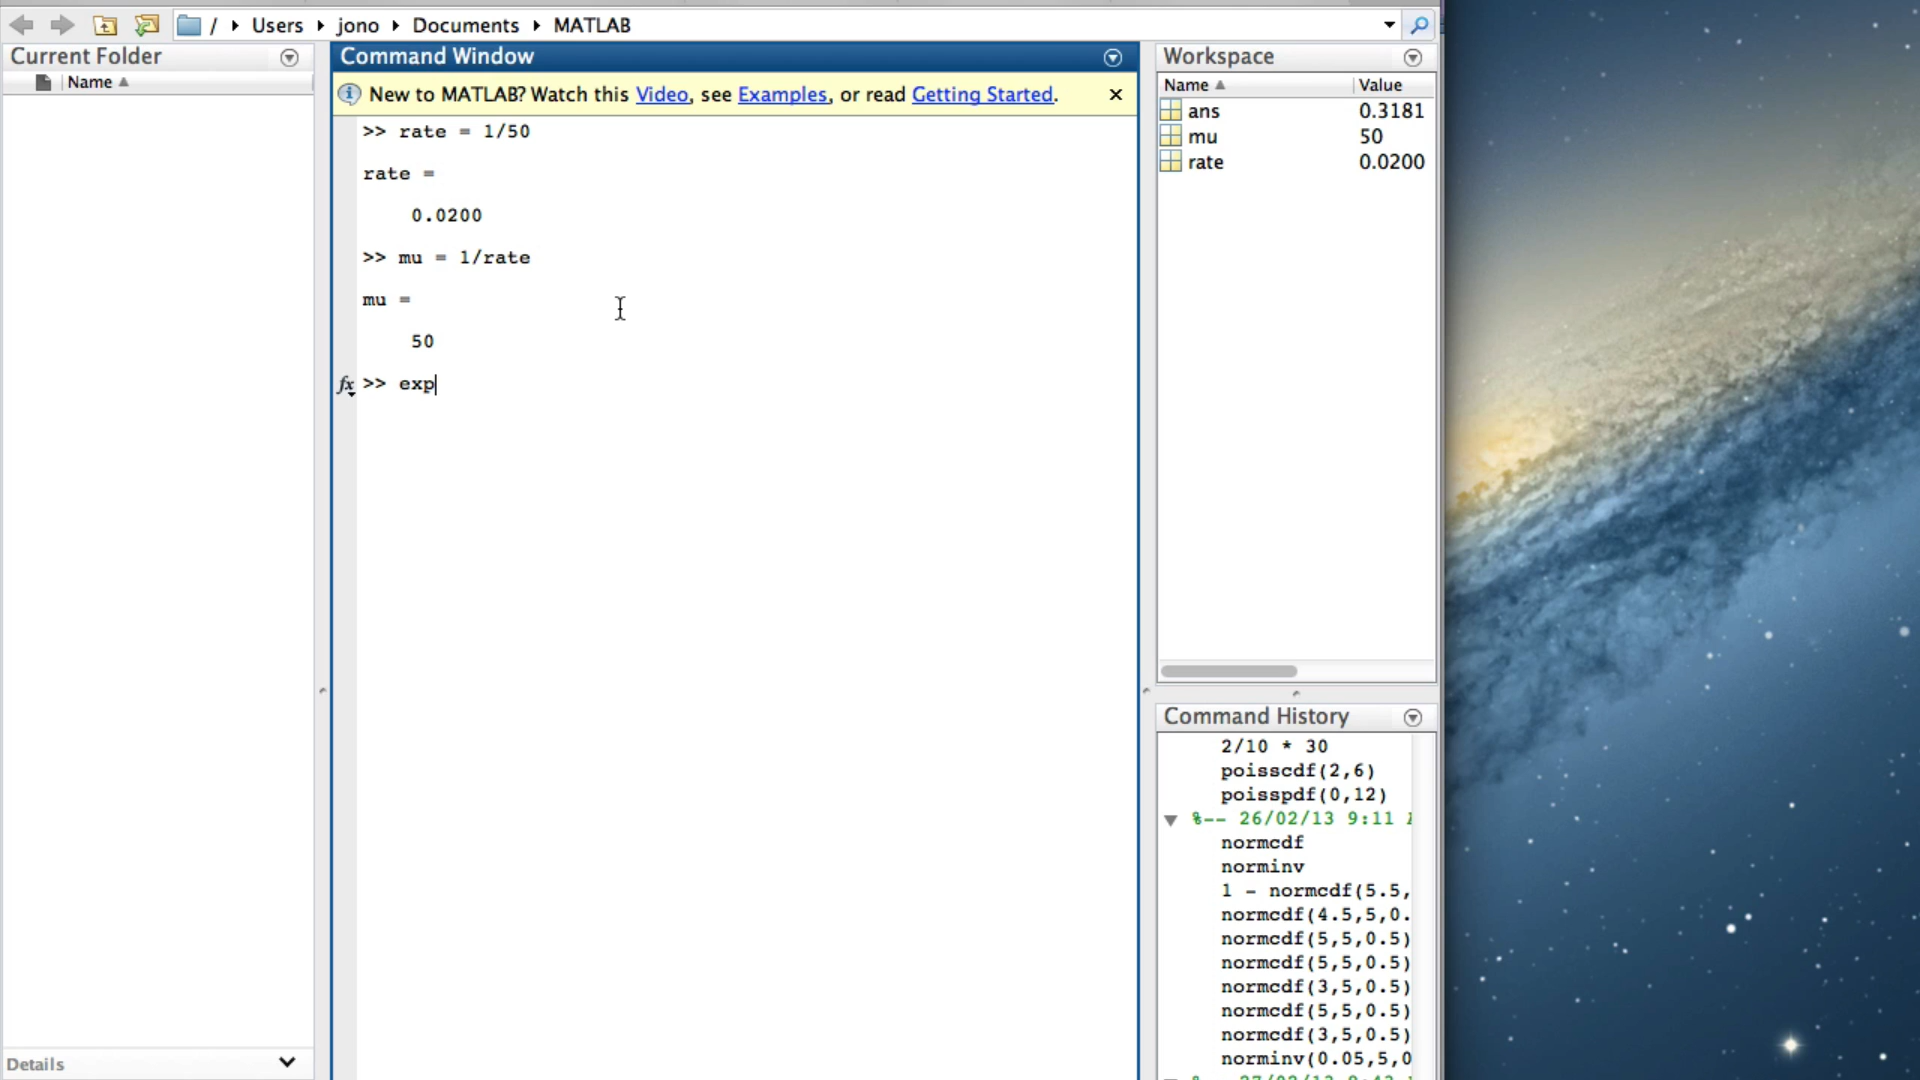 / Users jono Documents MATLAB
Current Folder
Name
Details
Command Window
New to MATLAB? Watch this Video, see Examples, or read Getting Started.
>> rate = 1/50
rate =
0.0200
>> mu = 1/rate
mu =
50
fx >> exp
Workspace
Name Value
ans 0.3181
mu 50
rate 0.0200
Command History
2/10 * 30
poisscdf(2,6)
poisspdf(0,12)
%-- 26/02/13 9:11
normcdf
norminv
1 - normcdf(5.5,
normcdf(4.5,5,0.
normcdf(5,5,0.5)
normcdf(5,5,0.5)
normcdf(3,5,0.5)
normcdf(5,5,0.5)
normcdf(3,5,0.5)
norminv(0.05,5,0